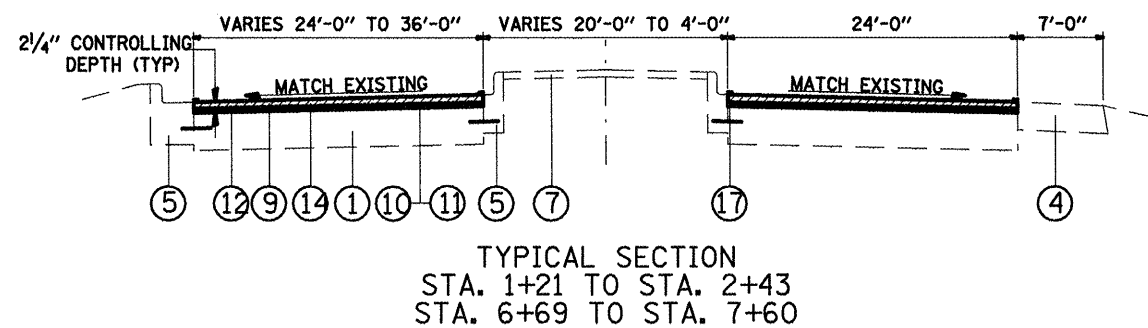 VARIES 24'-0" TO 36'-0"
VARIES 20'-0" TO 4'-0"
24'-0"
7'-0"
2¼" CONTROLLING
DEPTH (TYP)
MATCH EXISTING
MATCH EXISTING
5 12 9 14 1 10 11 5 7 17 4
TYPICAL SECTION
STA. 1+21 TO STA. 2+43
STA. 6+69 TO STA. 7+60